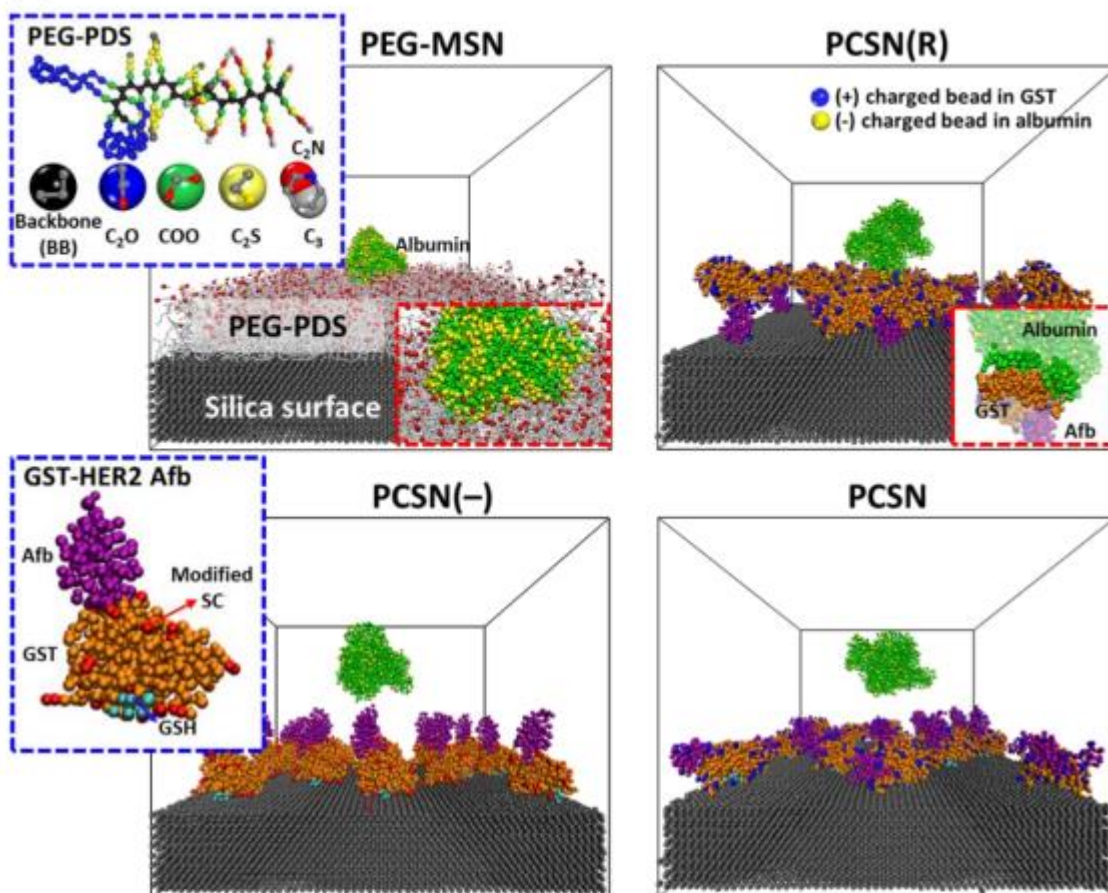 PEG-PDS
C₂N
Backbone
(BB)
C₂O
COO
C₂S
C₃
PEG-MSN
Albumin
PEG-PDS
Silica surface
PCSN(R)
(+) charged bead in GST
(-) charged bead in albumin
Albumin
GST
Afb
GST-HER2 Afb
Afb
Modified
SC
GST
GSH
PCSN(–)
PCSN